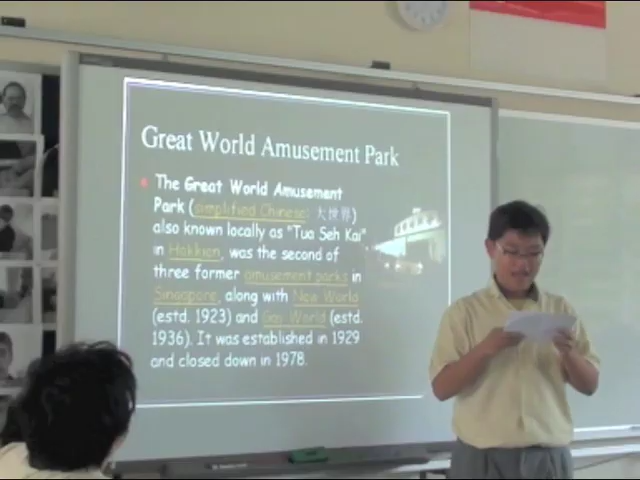 Great World Amusement Park
The Great World Amusement
Park (simplified Chinese: 大世界)
also known locally as "Tua Seh Kai"
in Hokkien, was the second of
three former amusement parks in
Singapore, along with New World
(estd. 1923) and Gay World (estd.
1936). It was established in 1929
and closed down in 1978.